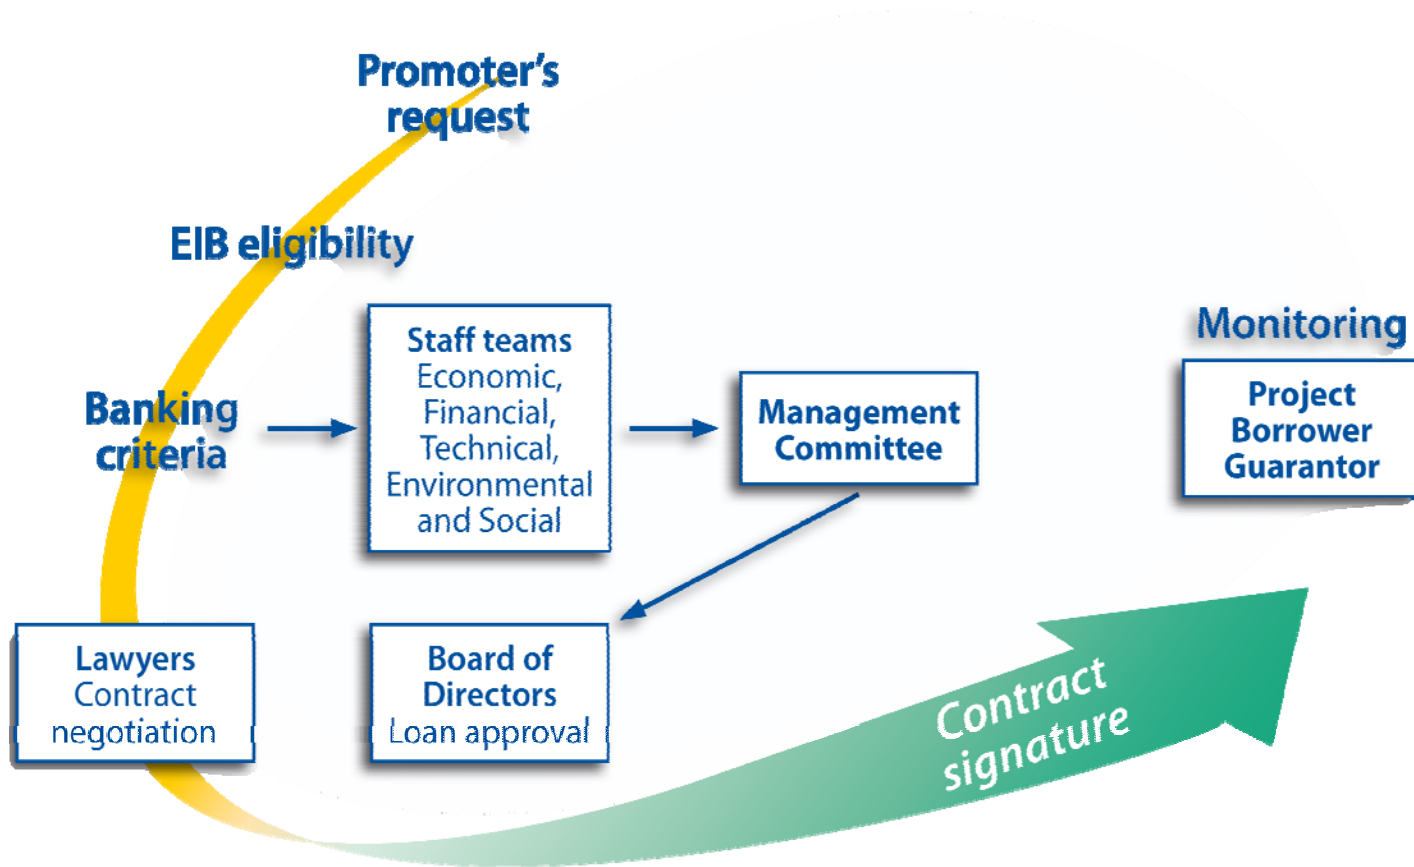 Promoter's
request
EIB eligibility
Banking
criteria
Staff teams
Economic,
Financial,
Technical,
Environmental
and Social
Management
Committee
Monitoring
Project
Borrower
Guarantor
Lawyers
Contract
negotiation
Board of
Directors
Loan approval
Contract
signature